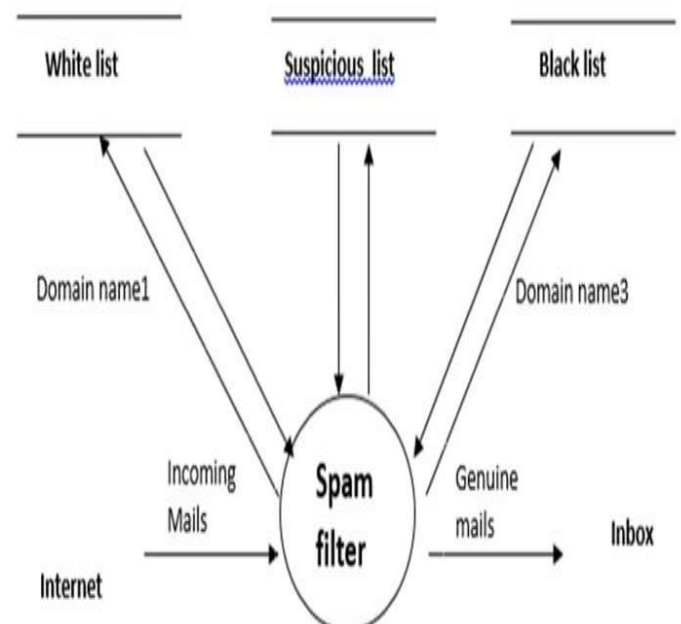 White list
Suspicious list
Black list
Domain name1
Domain name3
Incoming
Mails
Spam
filter
Genuine
mails
Inbox
Internet